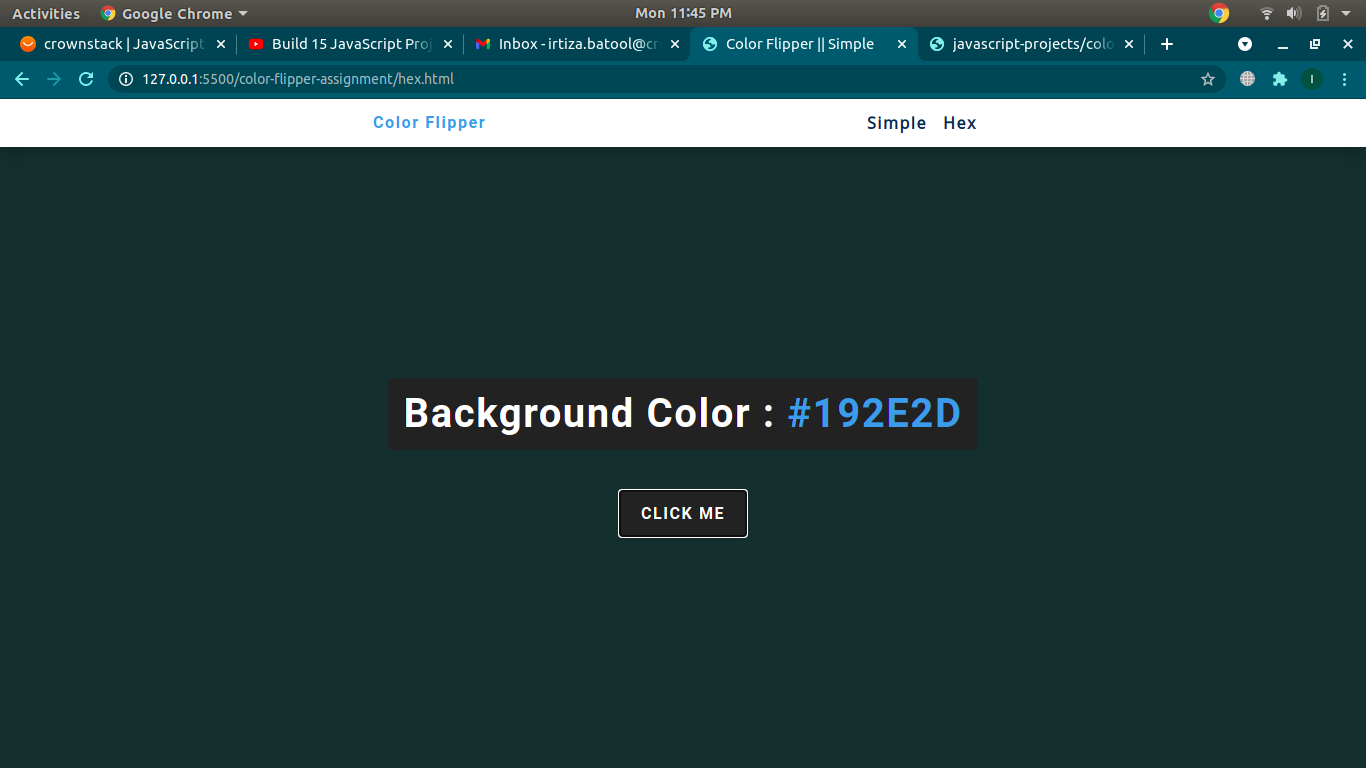 Activities Google Chrome Mon 11:45 PM
crownstack | JavaScript Build 15 JavaScript Proj Inbox - irtiza.batool@cr Color Flipper || Simple javascript-projects/colo
127.0.0.1:5500/color-flipper-assignment/hex.html I
Color Flipper Simple Hex
Background Color : #192E2D
CLICK ME